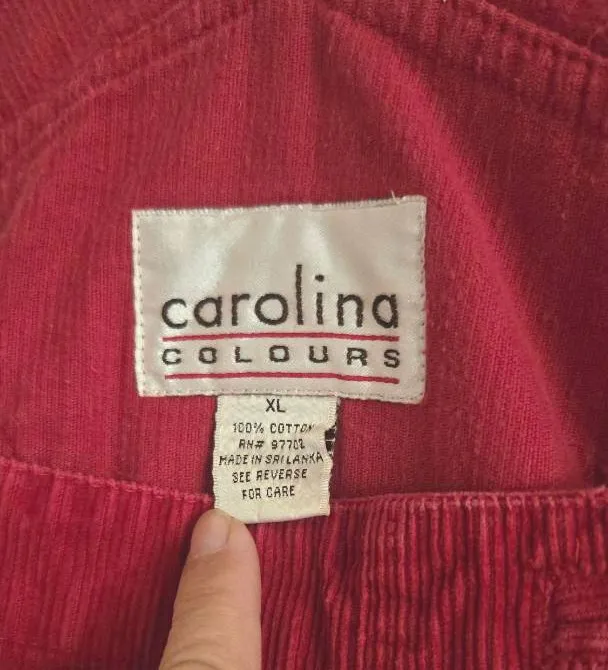 carolina
COLOURS
XL
100% COTTON
RN# 97702
MADE IN SRI LANKA
SEE REVERSE
FOR CARE